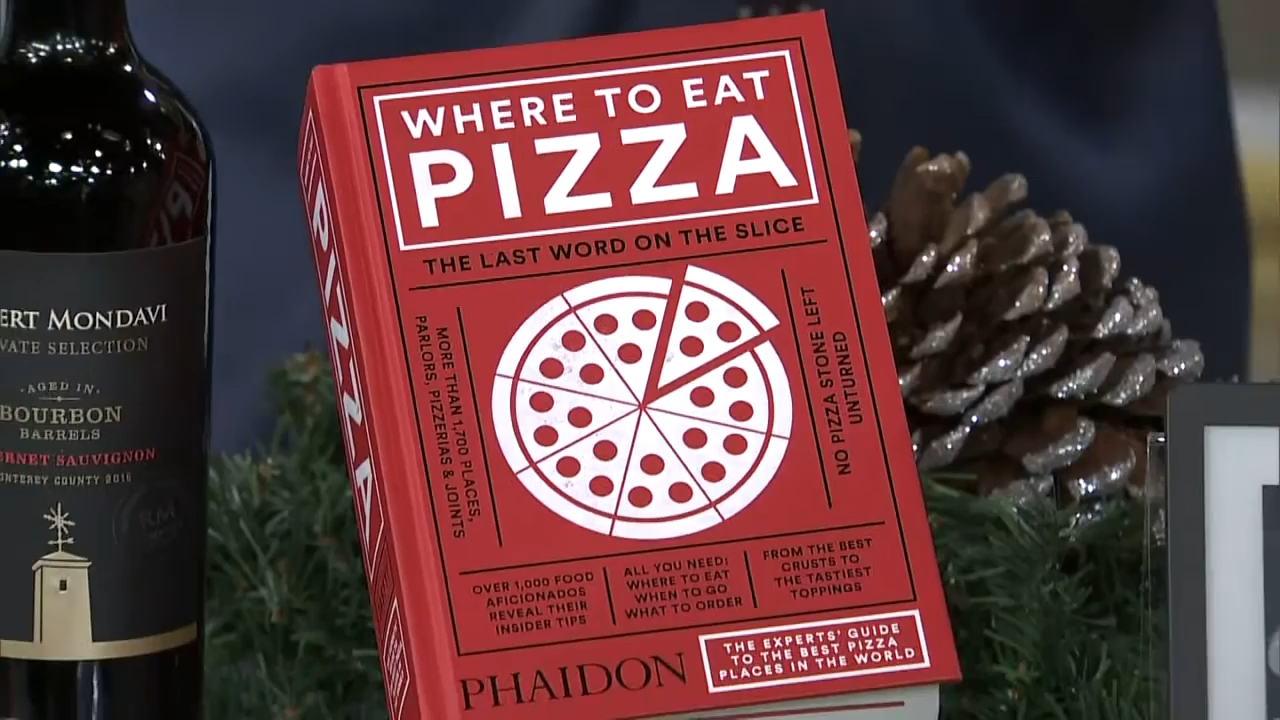 WHERE TO EAT
PIZZA
THE LAST WORD ON THE SLICE
MORE THAN 1,700 PLACES,
PARLORS, PIZZERIAS & JOINTS
NO PIZZA STONE LEFT
UNTURNED
OVER 1,000 FOOD
AFICIONADOS
REVEAL THEIR
INSIDER TIPS
ALL YOU NEED:
WHERE TO EAT
WHEN TO GO
WHAT TO ORDER
FROM THE BEST
CRUSTS TO
THE TASTIEST
TOPPINGS
PHAIDON
THE EXPERTS' GUIDE
TO THE BEST PIZZA
PLACES IN THE WORLD
PIZZA
ERT MONDAVI
VATE SELECTION
·AGED IN·
BOURBON
BARRELS
ERNET SAUVIGNON
NTEREY COUNTY 2016
RM